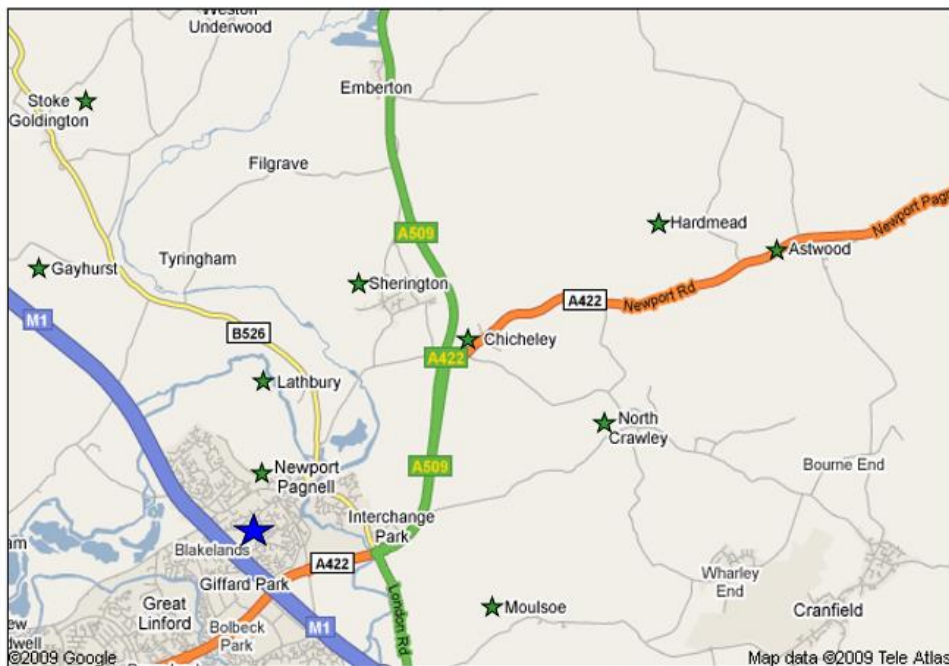 Weston
Underwood
Emberton
Stoke
Goldington
Filgrave
A509
Hardmead
Newport Pagn
Astwood
Tyringham
Gayhurst
Sherington
A422
Newport Rd
M1
B526
Chicheley
A422
Lathbury
North
Crawley
A509
Bourne End
Newport
Pagnell
Interchange
Park
Blakelands
A422
Giffard Park
Wharley
End
London Rd
Great
Linford
Moulsoe
Cranfield
Bolbeck
Park
M1
©2009 Google
Map data ©2009 Tele Atlas